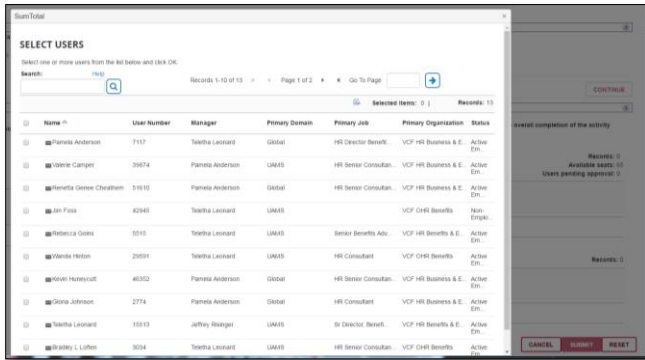 SumTotal
×
SELECT USERS
Select one or more users from the list below and click OK.
Search: Help
Records 1-10 of 13 Page 1 of 2 Go To Page
Selected Items: 0 | Records: 13
Name User Number Manager Primary Domain Primary Job Primary Organization Status
Pamela Anderson 7117 Teletha Leonard Global HR Director Benefi... VCF HR Business & E... Active Em...
Valerie Camper 39874 Pamela Anderson UAMS HR Senior Consultan... VCF HR Business & E... Active Em...
Renetta Genee Cheathem 51610 Pamela Anderson Global HR Senior Consultan... VCF HR Business & E... Active Em...
Jim Foss 42045 Teletha Leonard UAMS VCF OHR Benefits Non-Emplo...
Rebecca Goins 5515 Teletha Leonard UAMS Senior Benefits Adv... VCF HR Benefits & E... Active Em...
Wanda Hinton 29591 Teletha Leonard UAMS HR Consultant VCF OHR Benefits Active Em...
Kevin Huneycutt 46352 Pamela Anderson Global HR Senior Consultan... VCF HR Business & E... Active Em...
Gloria Johnson 2774 Pamela Anderson Global HR Consultant VCF HR Business & E... Active Em...
Teletha Leonard 15013 Jeffrey Risinger UAMS Sr Director, Benefi... VCF HR Benefits & E... Active Em...
Bradley L Loften 3034 Teletha Leonard UAMS HR Senior Consultan... VCF OHR Benefits Active Em...
CONTINUE
overall completion of the activity
Records: 0
Available seats:
Users pending approval: 0
Records: 0
CANCEL SUBMIT RESET